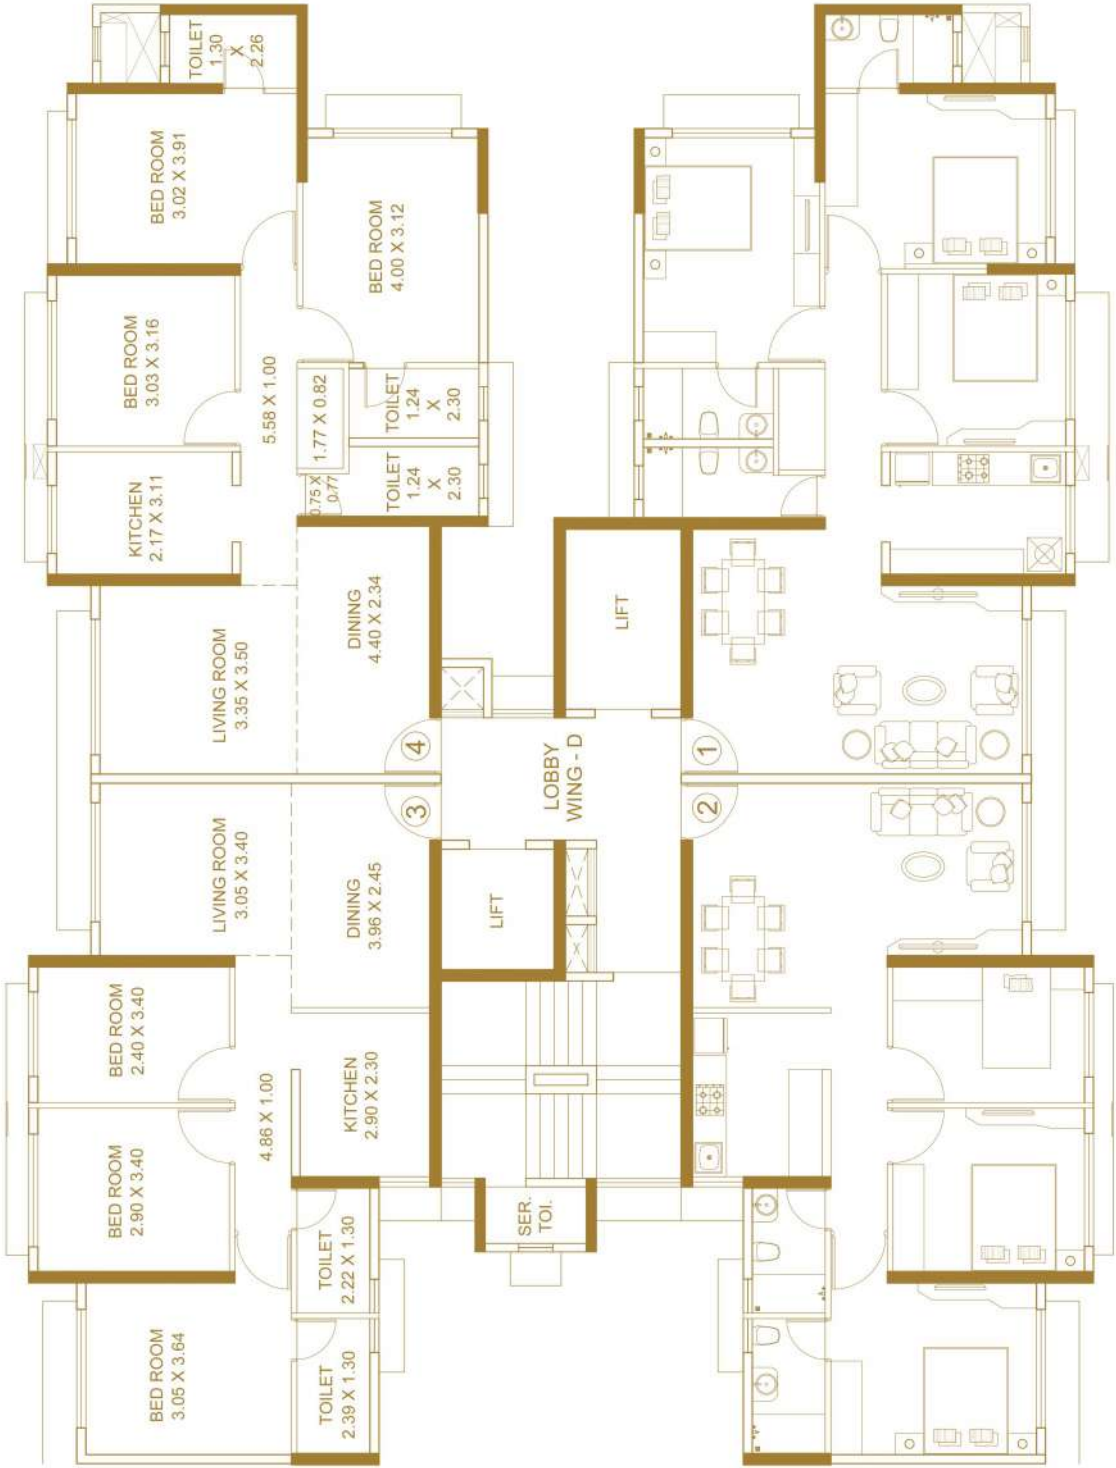 TOILET
1.30
X
2.26
BED ROOM
3.02 X 3.91
BED ROOM
4.00 X 3.12
BED ROOM
3.03 X 3.16
5.58 X 1.00
1.77 X 0.82
TOILET
1.24
X
2.30
KITCHEN
2.17 X 3.11
0.75 X
0.77
TOILET
1.24
X
2.30
LIVING ROOM
3.35 X 3.50
DINING
4.40 X 2.34
LIFT
4
LOBBY
WING - D
1
3
2
LIVING ROOM
3.05 X 3.40
DINING
3.96 X 2.45
LIFT
BED ROOM
2.40 X 3.40
4.86 X 1.00
KITCHEN
2.90 X 2.30
BED ROOM
2.90 X 3.40
TOILET
2.22 X 1.30
SER.
TOI.
BED ROOM
3.05 X 3.64
TOILET
2.39 X 1.30